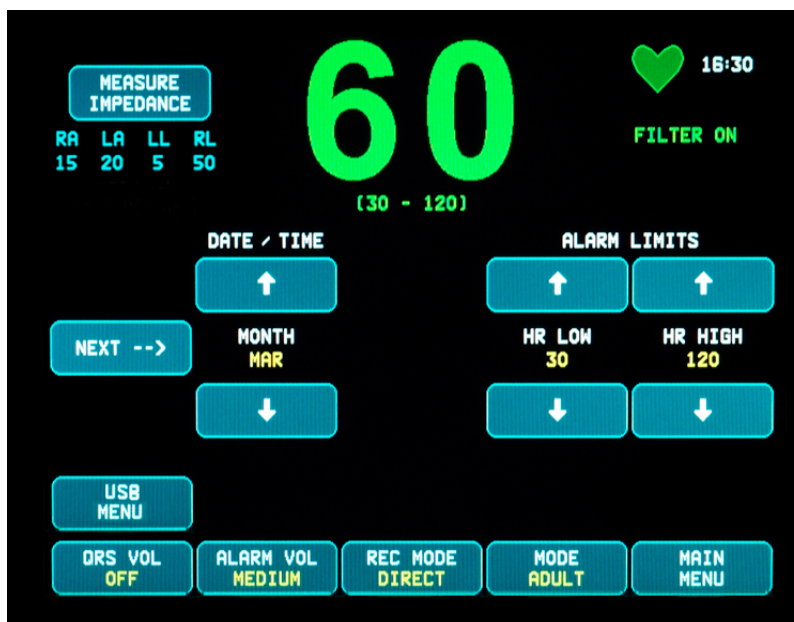 MEASURE
IMPEDANCE
RA LA LL RL
15 20 5 50
60
(30 - 120)
16:30
FILTER ON
DATE / TIME
ALARM LIMITS
NEXT -->
MONTH
MAR
HR LOW
30
HR HIGH
120
USB
MENU
QRS VOL
OFF
ALARM VOL
MEDIUM
REC MODE
DIRECT
MODE
ADULT
MAIN
MENU